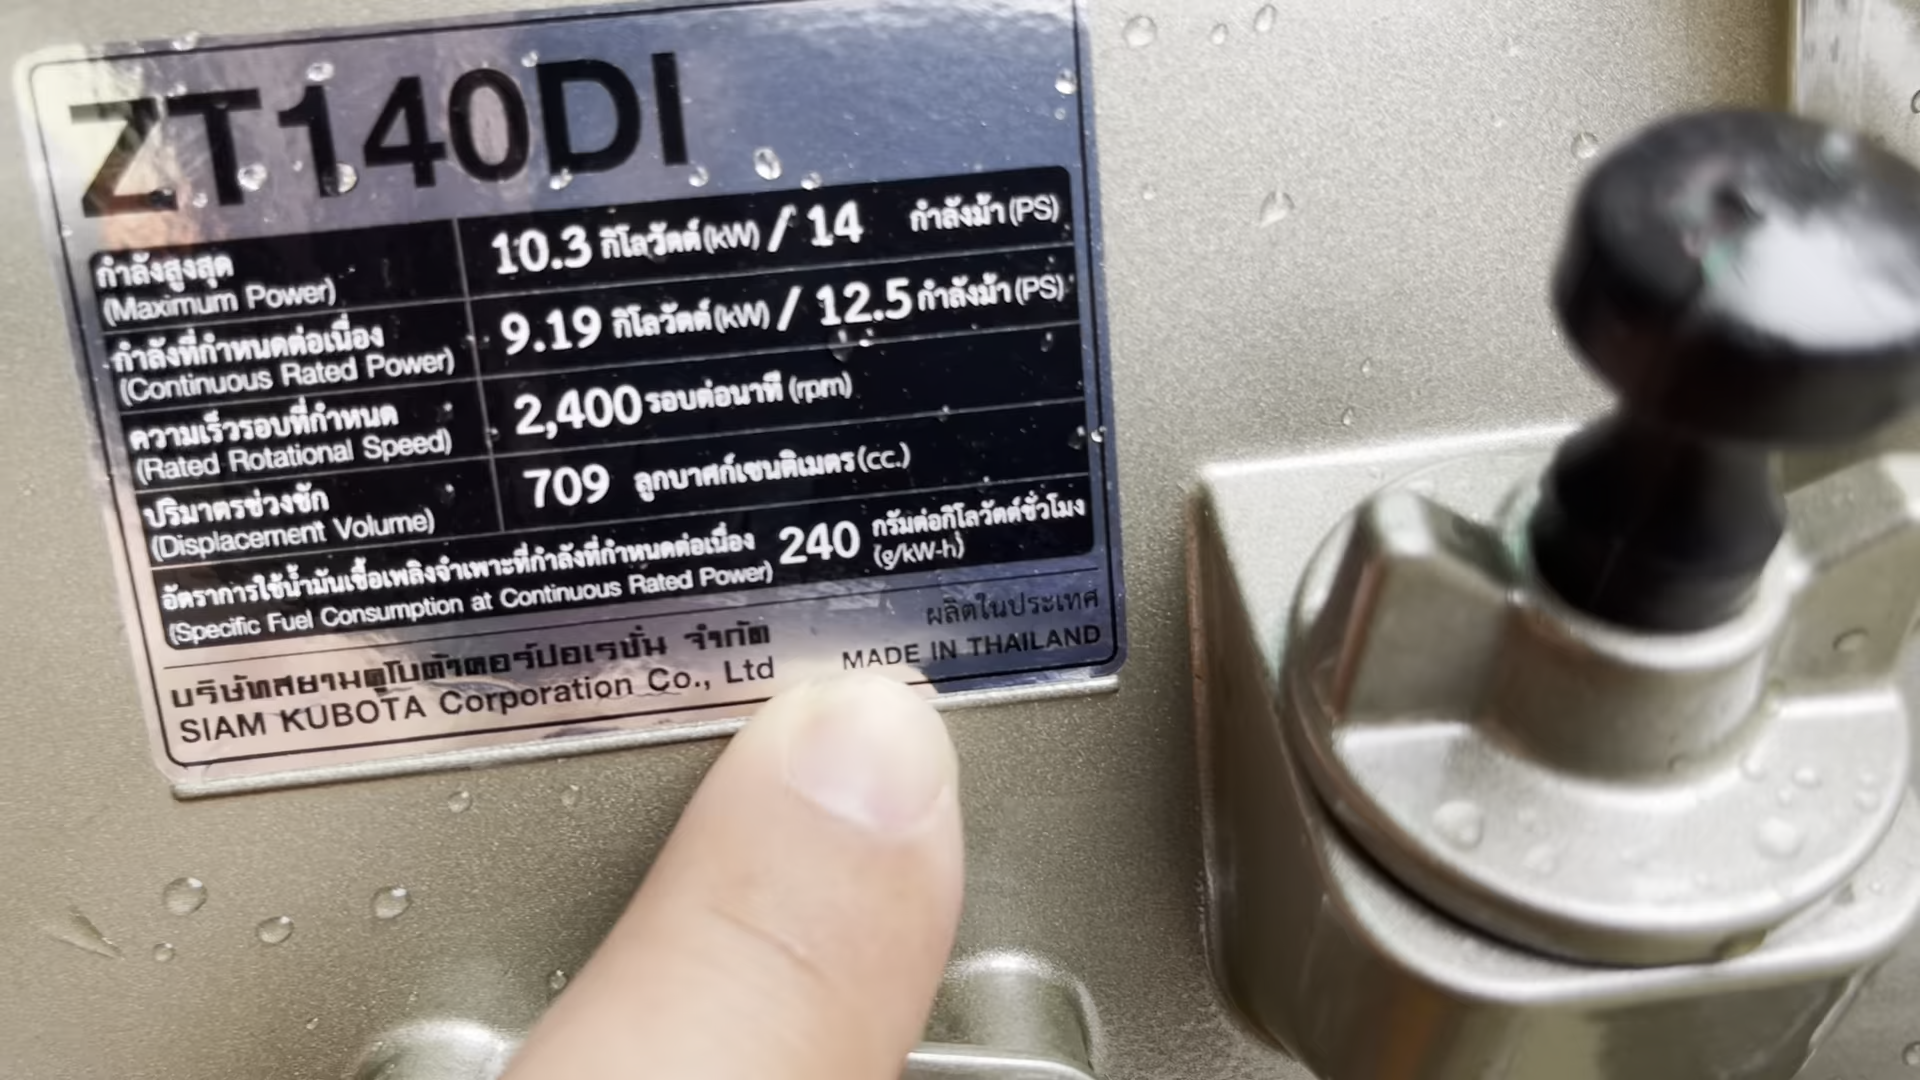 ZT140DI
กำลังสูงสุด
(Maximum Power)
10.3 กิโลวัตต์ (kW) / 14 กำลังม้า (PS)
กำลังที่กำหนดต่อเนื่อง
(Continuous Rated Power)
9.19 กิโลวัตต์ (kW) / 12.5 กำลังม้า (PS)
ความเร็วรอบที่กำหนด
(Rated Rotational Speed)
2,400 รอบต่อนาที (rpm)
ปริมาตรช่วงชัก
(Displacement Volume)
709 ลูกบาศก์เซนติเมตร (cc.)
อัตราการใช้น้ำมันเชื้อเพลิงจำเพาะที่กำลังที่กำหนดต่อเนื่อง
(Specific Fuel Consumption at Continuous Rated Power)
240 กรัมต่อกิโลวัตต์ชั่วโมง
(g/kW-h)
บริษัทสยามคูโบต้าคอร์ปอเรชั่น จำกัด
SIAM KUBOTA Corporation Co., Ltd
ผลิตในประเทศ
MADE IN THAILAND